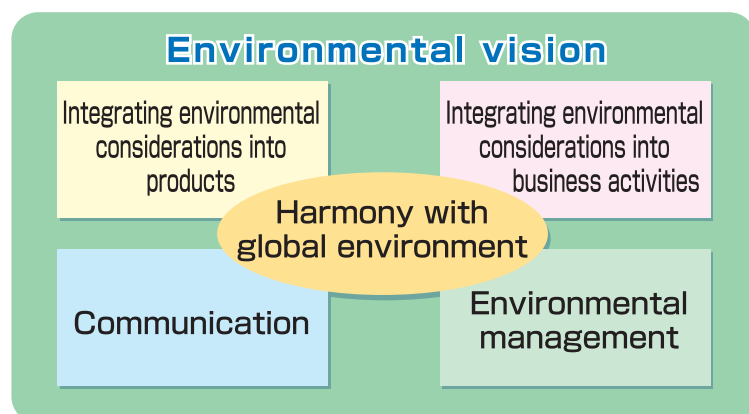 Environmental vision
Integrating environmental
considerations into
products
Integrating environmental
considerations into
business activities
Harmony with
global environment
Communication
Environmental
management